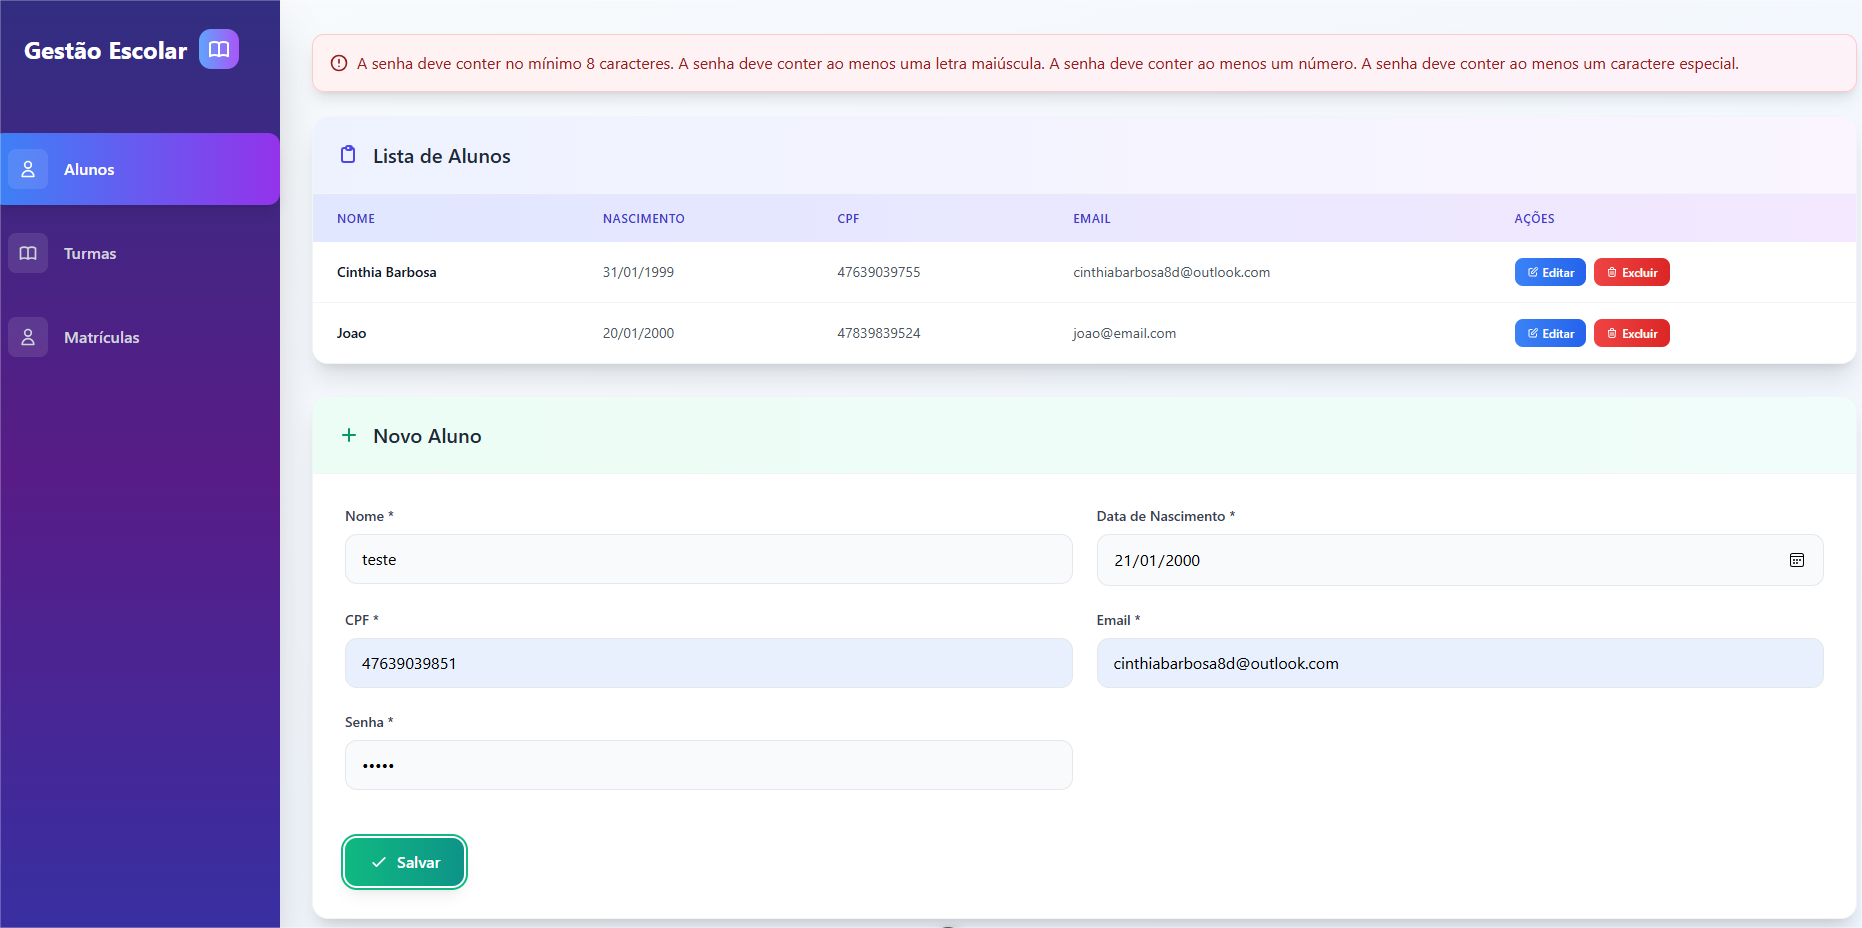 Gestão Escolar
Alunos
Turmas
Matrículas
A senha deve conter no mínimo 8 caracteres. A senha deve conter ao menos uma letra maiúscula. A senha deve conter ao menos um número. A senha deve conter ao menos um caractere especial.
Lista de Alunos
NOME NASCIMENTO CPF EMAIL AÇÕES
Cinthia Barbosa 31/01/1999 47639039755 cinthiabarbosa8d@outlook.com Editar Excluir
Joao 20/01/2000 47839839524 joao@email.com Editar Excluir
Novo Aluno
Nome * Data de Nascimento *
teste 21/01/2000
CPF * Email *
47639039851 cinthiabarbosa8d@outlook.com
Senha *
•••••
Salvar